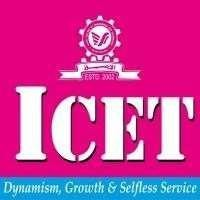 ESTD. 2002
ICET
Dynamism, Growth & Selfless Service